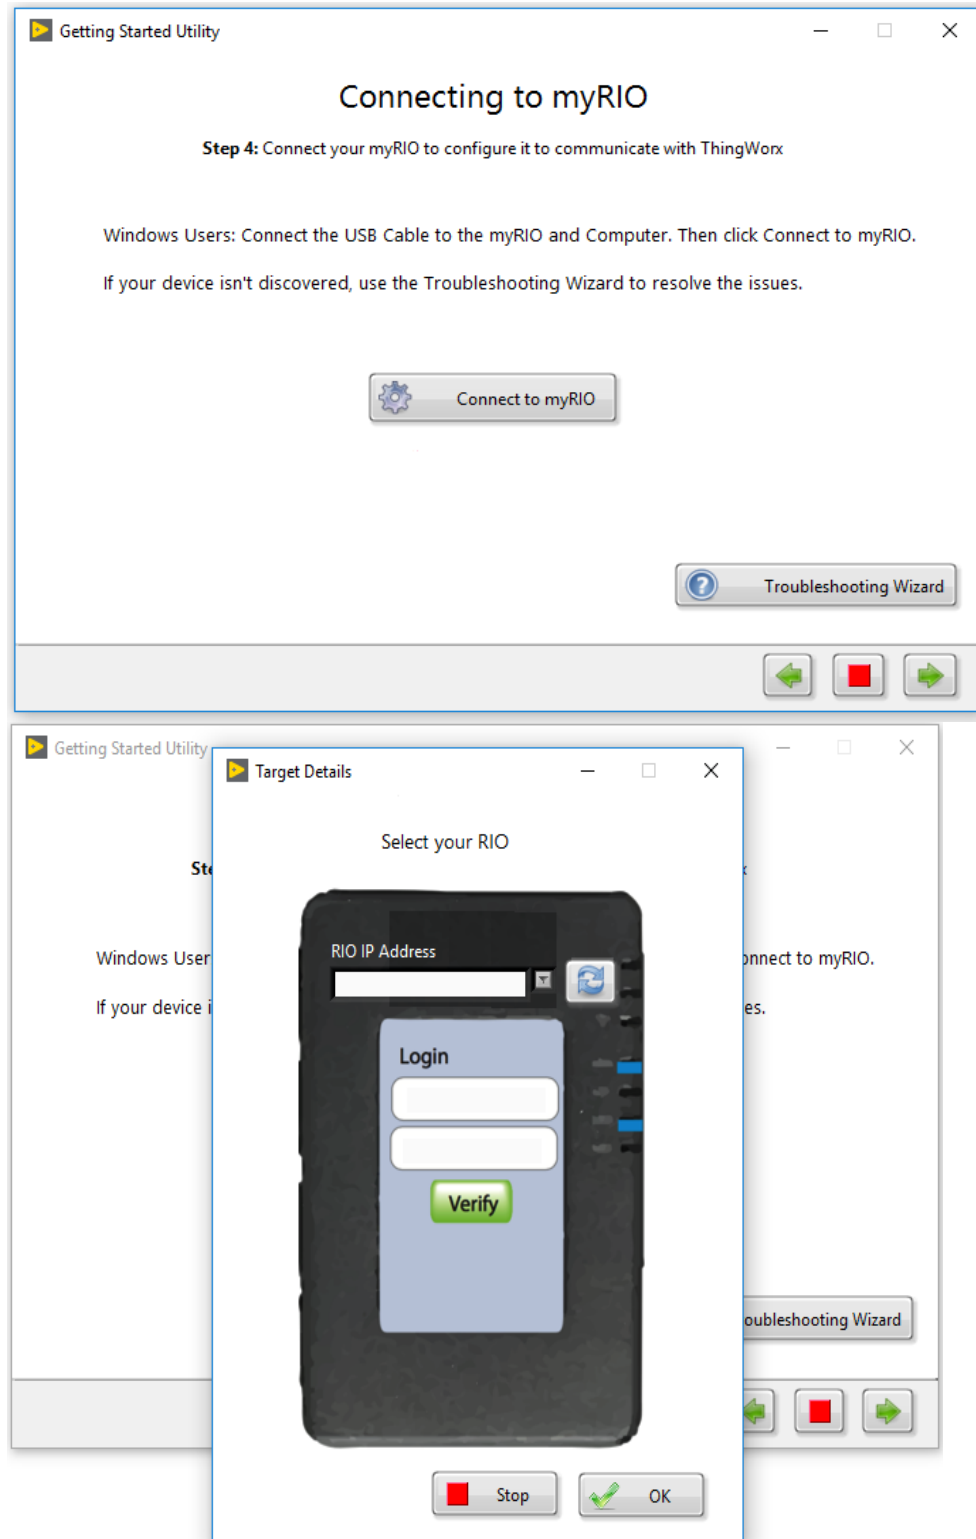 Getting Started Utility
Connecting to myRIO
Step 4: Connect your myRIO to configure it to communicate with ThingWorx
Windows Users: Connect the USB Cable to the myRIO and Computer. Then click Connect to myRIO.
If your device isn't discovered, use the Troubleshooting Wizard to resolve the issues.
Connect to myRIO
Troubleshooting Wizard
Getting Started Utility
Target Details
Select your RIO
Ste
x
RIO IP Address
Windows User
onnect to myRIO.
If your device i
es.
Login
Verify
oubleshooting Wizard
Stop
OK